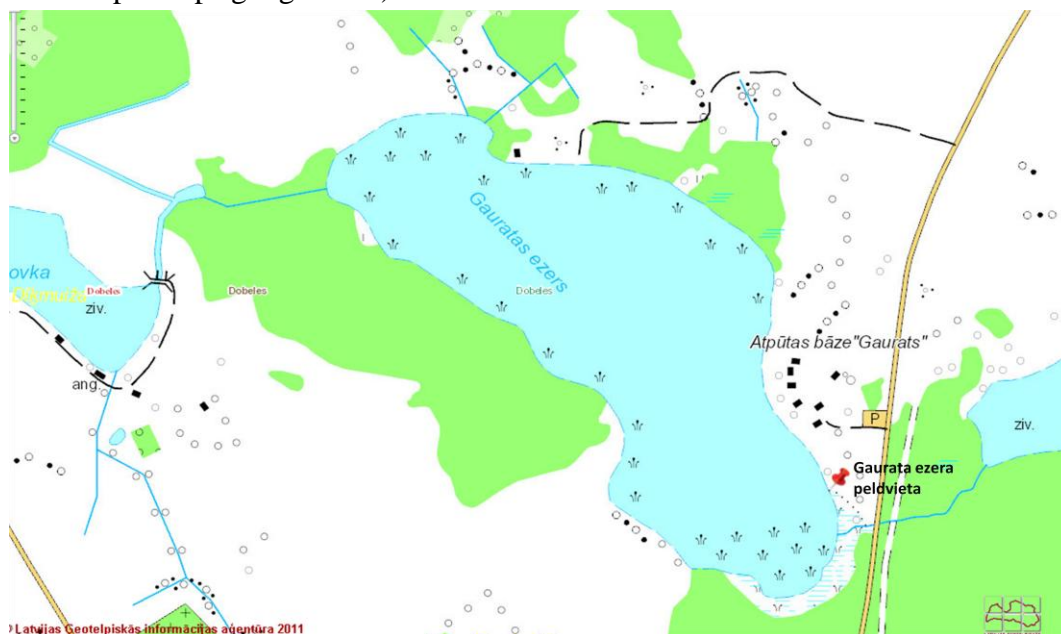 Gauratas ezers
ovka
Dobeles
ziv.
Dobeles
Dobeles
Atpūtas bāze"Gaurats"
ang.
P
ziv.
Gaurata ezera
peldvieta
© Latvijas Ģeotelpiskās informācijas aģentūra 2011